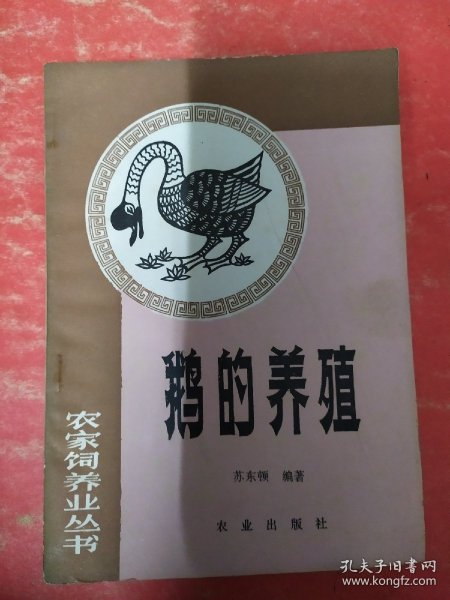 鹅的养殖
苏东顿 编著
农业出版社
农家饲养业丛书
孔夫子旧书网
www.kongfz.com